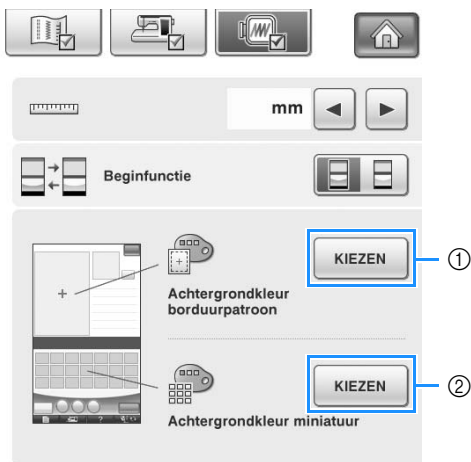 mm
Beginfunctie
KIEZEN
①
Achtergrondkleur
borduurpatroon
KIEZEN
②
Achtergrondkleur miniatuur